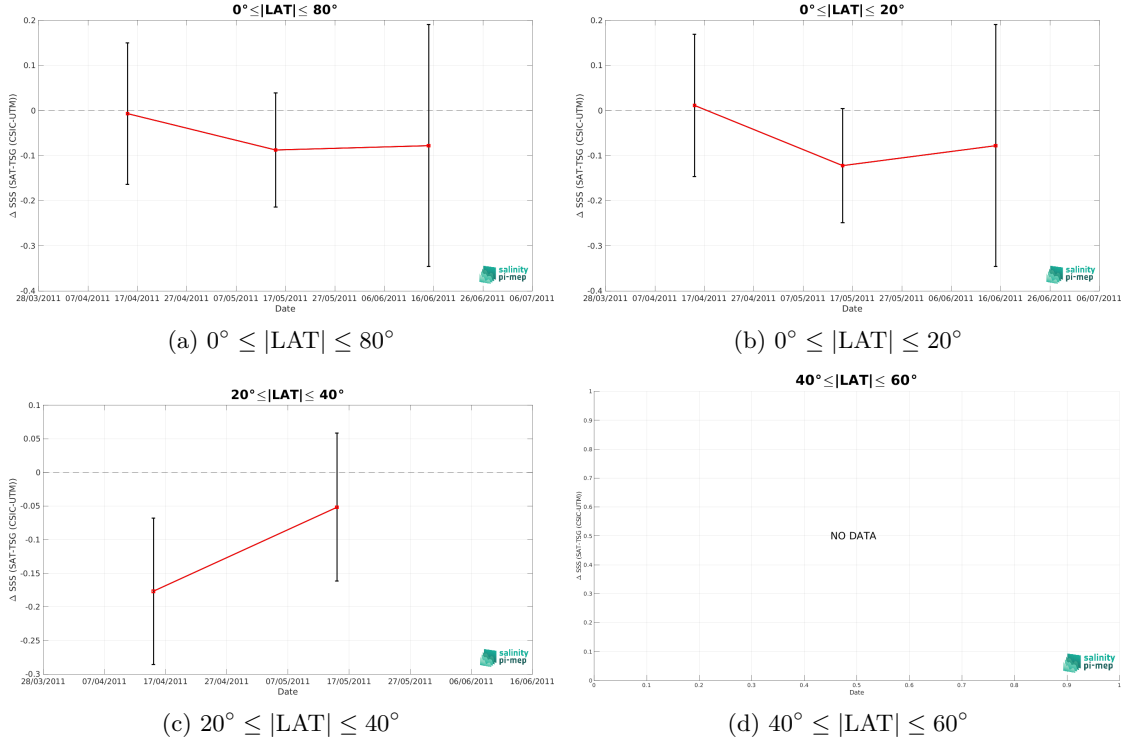 0°≤|LAT|≤ 80°
0.2
0.1
0
-0.1
-0.2
-0.3
-0.4
Δ SSS (SAT-TSG (CSIC-UTM))
28/03/2011 07/04/2011 17/04/2011 27/04/2011 07/05/2011 17/05/2011 27/05/2011 06/06/2011 16/06/2011 26/06/2011 06/07/2011
Date
salinity
pi-mep
(a) 0° ≤ |LAT| ≤ 80°
0°≤|LAT|≤ 20°
0.2
0.1
0
-0.1
-0.2
-0.3
-0.4
Δ SSS (SAT-TSG (CSIC-UTM))
28/03/2011 07/04/2011 17/04/2011 27/04/2011 07/05/2011 17/05/2011 27/05/2011 06/06/2011 16/06/2011 26/06/2011 06/07/2011
Date
salinity
pi-mep
(b) 0° ≤ |LAT| ≤ 20°
20°≤|LAT|≤ 40°
0.1
0.05
0
-0.05
-0.1
-0.15
-0.2
-0.25
-0.3
Δ SSS (SAT-TSG (CSIC-UTM))
28/03/2011 07/04/2011 17/04/2011 27/04/2011 07/05/2011 17/05/2011 27/05/2011 06/06/2011 16/06/2011
Date
salinity
pi-mep
(c) 20° ≤ |LAT| ≤ 40°
40°≤|LAT|≤ 60°
1
0.9
0.8
0.7
0.6
0.5
0.4
0.3
0.2
0.1
0
Δ SSS (SAT-TSG (CSIC-UTM))
NO DATA
0 0.1 0.2 0.3 0.4 0.5 0.6 0.7 0.8 0.9 1
Date
salinity
pi-mep
(d) 40° ≤ |LAT| ≤ 60°